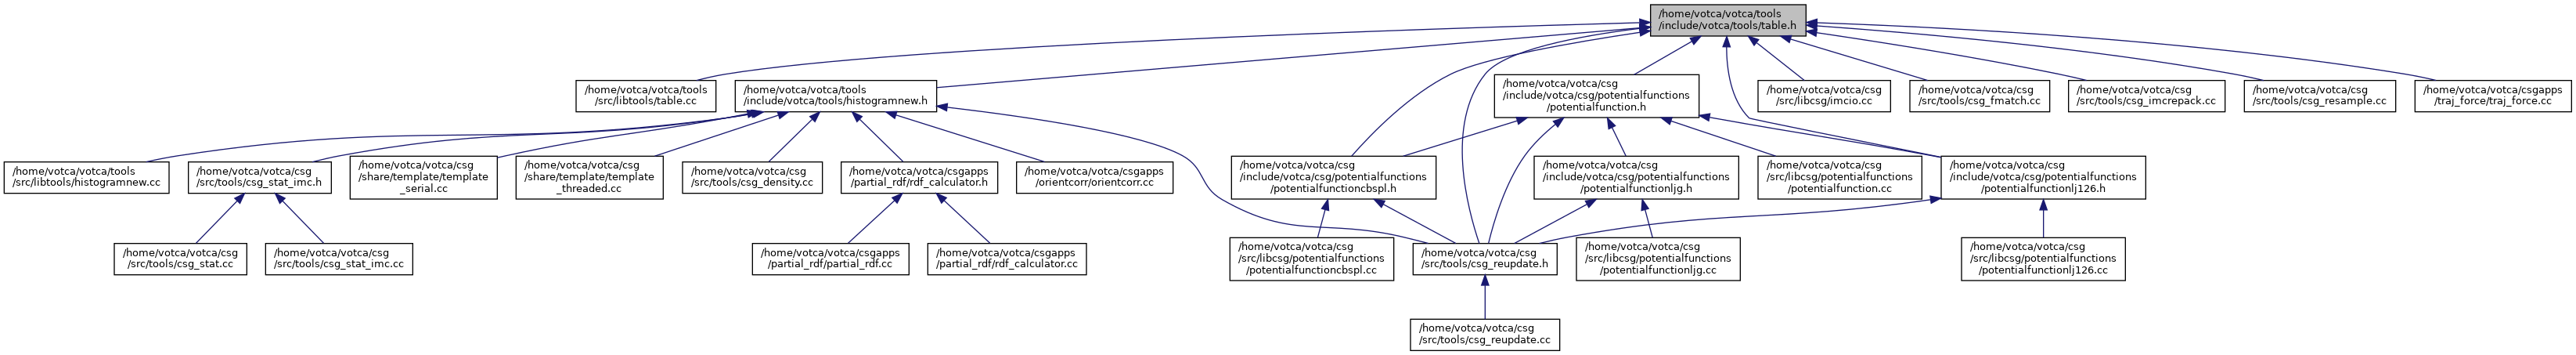 /home/votca/votca/tools
/include/votca/tools/table.h
/home/votca/votca/tools
/src/libtools/table.cc
/home/votca/votca/tools
/include/votca/tools/histogramnew.h
/home/votca/votca/csg
/include/votca/csg/potentialfunctions
/potentialfunction.h
/home/votca/votca/csg
/src/libcsg/imcio.cc
/home/votca/votca/csg
/src/tools/csg_fmatch.cc
/home/votca/votca/csg
/src/tools/csg_imcrepack.cc
/home/votca/votca/csg
/src/tools/csg_resample.cc
/home/votca/votca/csgapps
/traj_force/traj_force.cc
/home/votca/votca/tools
/src/libtools/histogramnew.cc
/home/votca/votca/csg
/src/tools/csg_stat_imc.h
/home/votca/votca/csg
/share/template/template
_serial.cc
/home/votca/votca/csg
/share/template/template
_threaded.cc
/home/votca/votca/csg
/src/tools/csg_density.cc
/home/votca/votca/csgapps
/partial_rdf/rdf_calculator.h
/home/votca/votca/csgapps
/orientcorr/orientcorr.cc
/home/votca/votca/csg
/include/votca/csg/potentialfunctions
/potentialfunctioncbspl.h
/home/votca/votca/csg
/include/votca/csg/potentialfunctions
/potentialfunctionljg.h
/home/votca/votca/csg
/src/libcsg/potentialfunctions
/potentialfunction.cc
/home/votca/votca/csg
/include/votca/csg/potentialfunctions
/potentialfunctionlj126.h
/home/votca/votca/csg
/src/tools/csg_stat.cc
/home/votca/votca/csg
/src/tools/csg_stat_imc.cc
/home/votca/votca/csgapps
/partial_rdf/partial_rdf.cc
/home/votca/votca/csgapps
/partial_rdf/rdf_calculator.cc
/home/votca/votca/csg
/src/libcsg/potentialfunctions
/potentialfunctioncbspl.cc
/home/votca/votca/csg
/src/tools/csg_reupdate.h
/home/votca/votca/csg
/src/libcsg/potentialfunctions
/potentialfunctionljg.cc
/home/votca/votca/csg
/src/libcsg/potentialfunctions
/potentialfunctionlj126.cc
/home/votca/votca/csg
/src/tools/csg_reupdate.cc